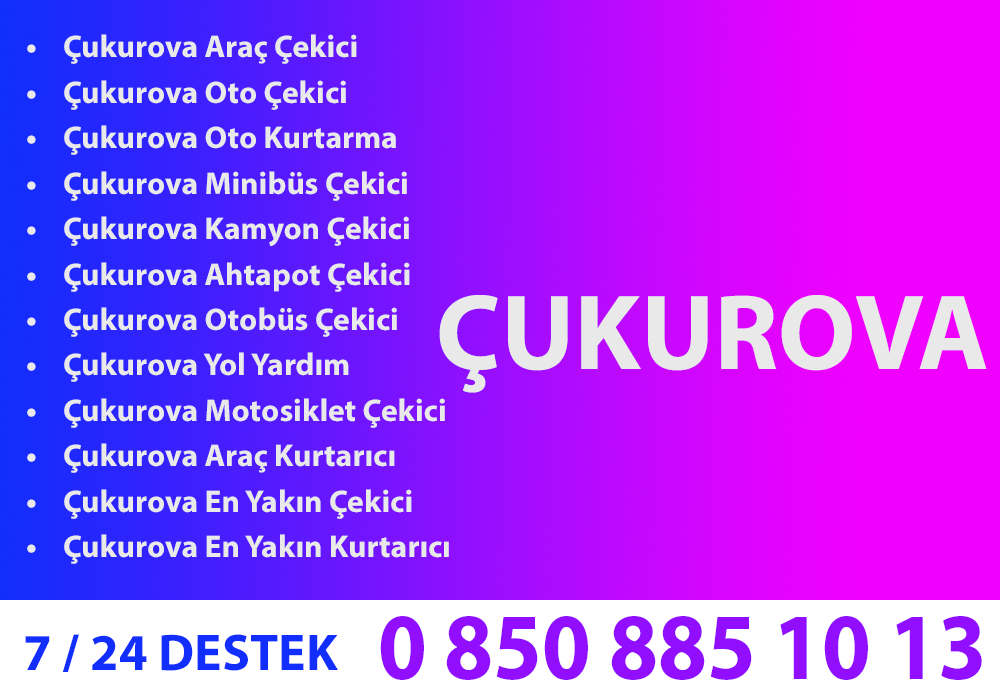 • Çukurova Araç Çekici
• Çukurova Oto Çekici
• Çukurova Oto Kurtarma
• Çukurova Minibüs Çekici
• Çukurova Kamyon Çekici
• Çukurova Ahtapot Çekici
• Çukurova Otobüs Çekici
• Çukurova Yol Yardım
• Çukurova Motosiklet Çekici
• Çukurova Araç Kurtarıcı
• Çukurova En Yakın Çekici
• Çukurova En Yakın Kurtarıcı
ÇUKUROVA
7 / 24 DESTEK
0 850 885 10 13